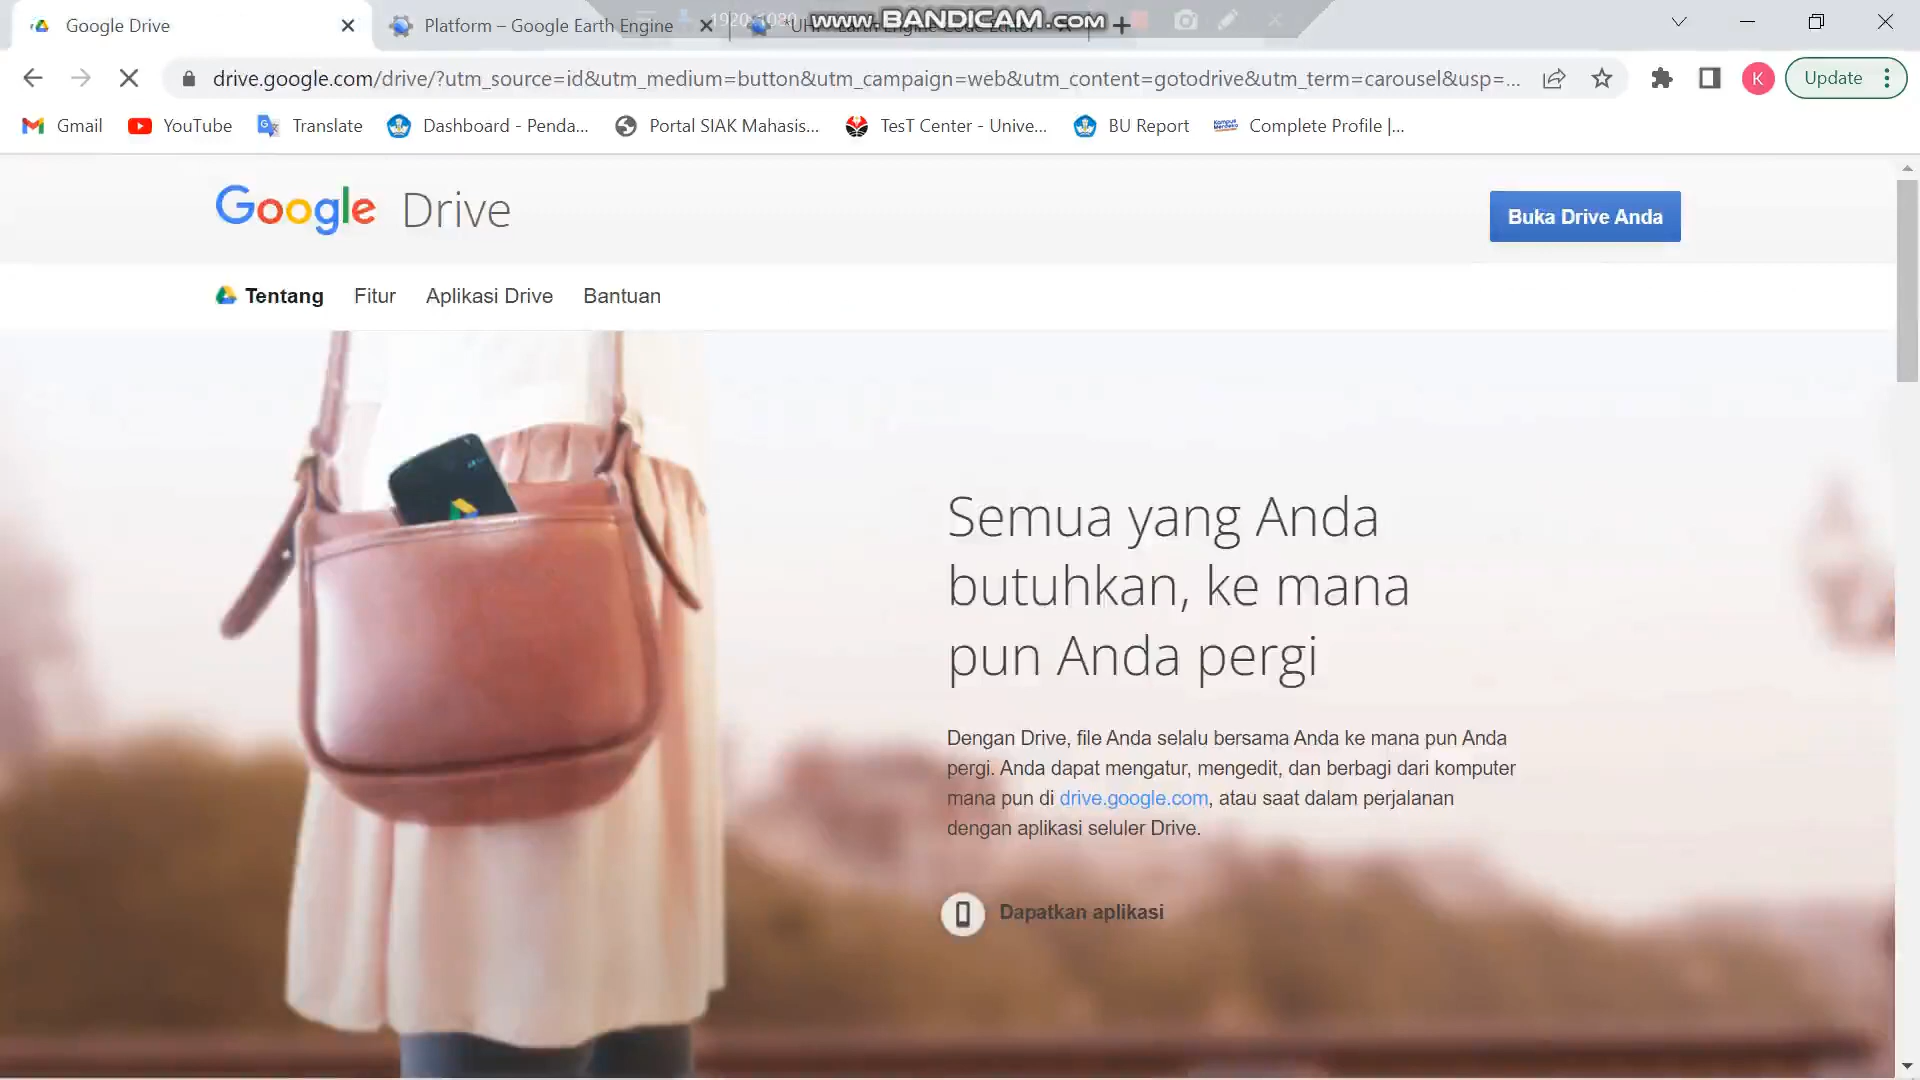 Google Drive
Platform – Google Earth Engine
1920x1080
www.BANDICAM.com
Earth Engine Code Editor
drive.google.com/drive/?utm_source=id&utm_medium=button&utm_campaign=web&utm_content=gotodrive&utm_term=carousel&usp=...
K
Update
Gmail
YouTube
Translate
Dashboard - Penda...
Portal SIAK Mahasis...
TesT Center - Unive...
BU Report
Complete Profile |...
Google Drive
Buka Drive Anda
Tentang
Fitur
Aplikasi Drive
Bantuan
Semua yang Anda
butuhkan, ke mana
pun Anda pergi
Dengan Drive, file Anda selalu bersama Anda ke mana pun Anda
pergi. Anda dapat mengatur, mengedit, dan berbagi dari komputer
mana pun di drive.google.com, atau saat dalam perjalanan
dengan aplikasi seluler Drive.
Dapatkan aplikasi